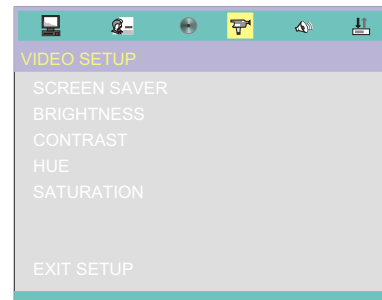 VIDEO SETUP
SCREEN SAVER
BRIGHTNESS
CONTRAST
HUE
SATURATION
EXIT SETUP